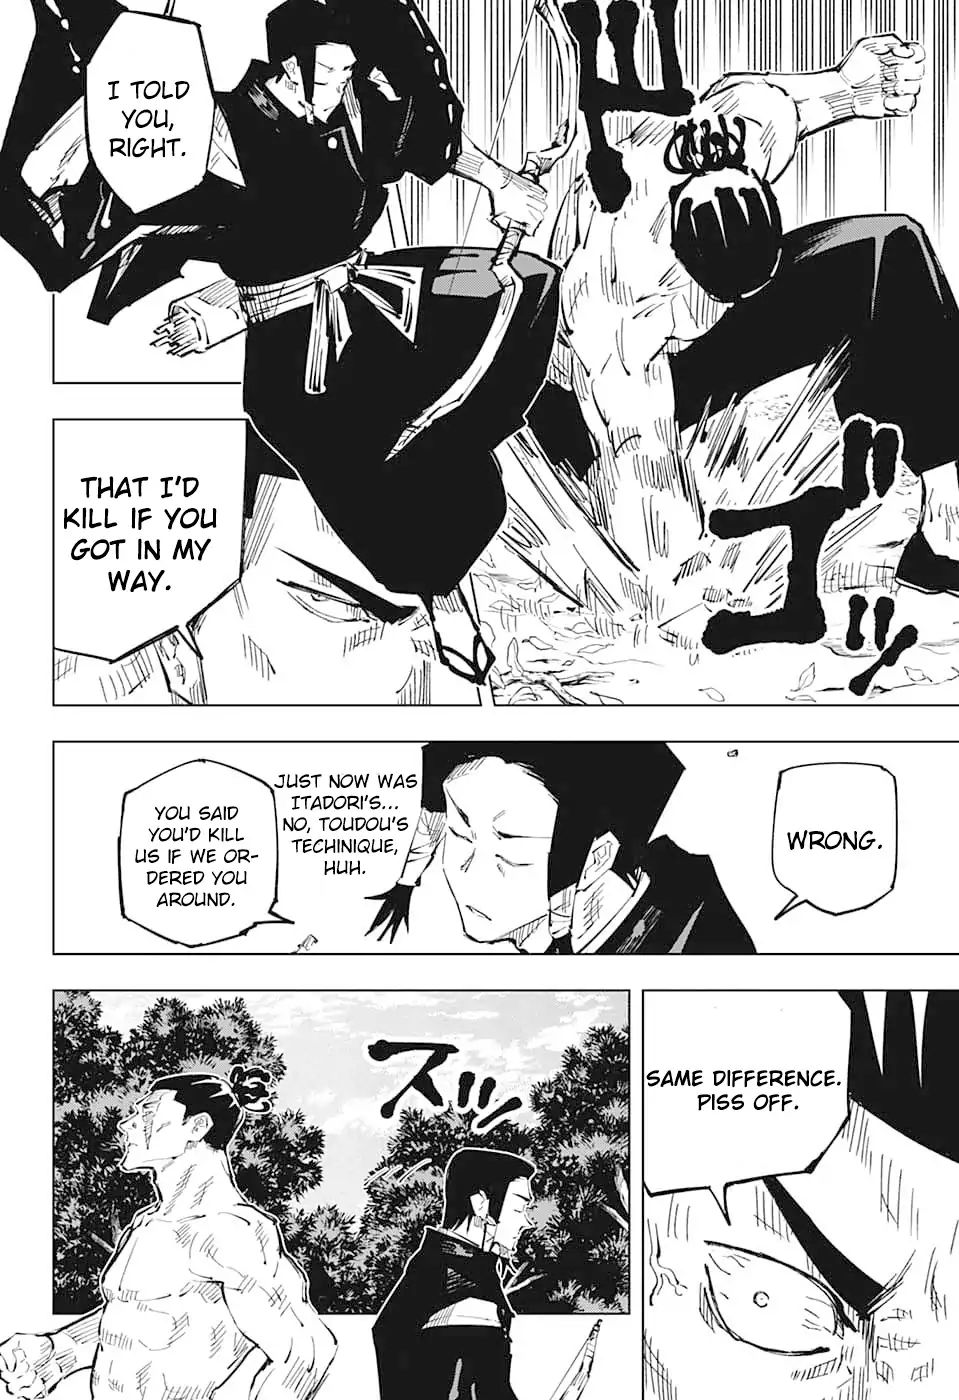 I TOLD
YOU,
RIGHT.
ゴッ
THAT I'D
KILL IF YOU
GOT IN MY
WAY.
WRONG.
JUST NOW WAS
ITADORI'S...
NO, TOUDOU'S
TECHINIQUE,
HUH.
YOU SAID
YOU'D KILL
US IF WE OR-
DERED YOU
AROUND.
SAME DIFFERENCE.
PISS OFF.
スッ